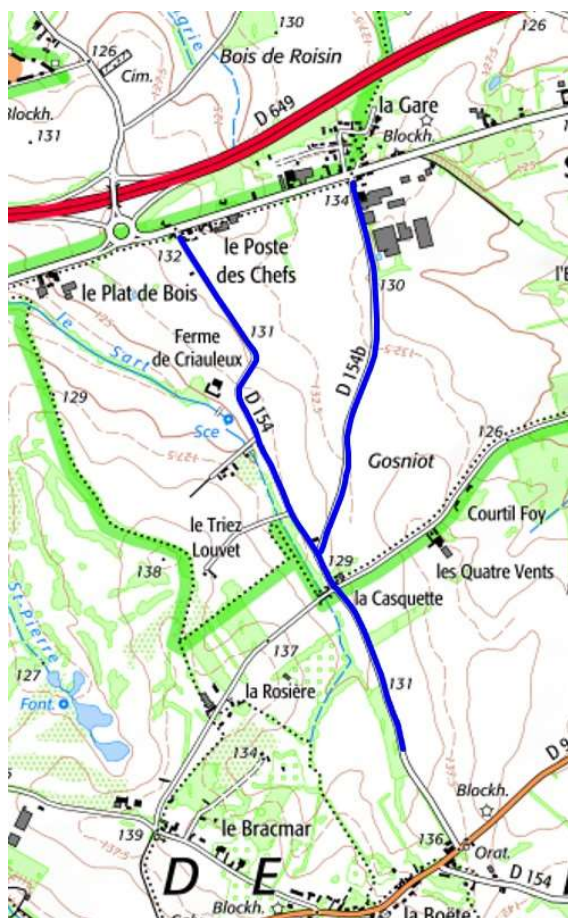 130
126
126
Bois de Roisin
Cim.
la Gare
Blockh.
D 649
131
134
132
le Poste
des Chefs
le Plat de Bois
130
131
Ferme
de Criauleux
le Sart
D 154
D 154b
129
Sce
126
Gosniot
Courtil Foy
le Triez
Louvet
129
138
la Casquette
les Quatre Vents
St-Pierre
137
131
127
Font.
la Rosière
134
Blockh.
139
le Bracmar
136
Orat.
D E
D 154
Blockh.
la Boëte